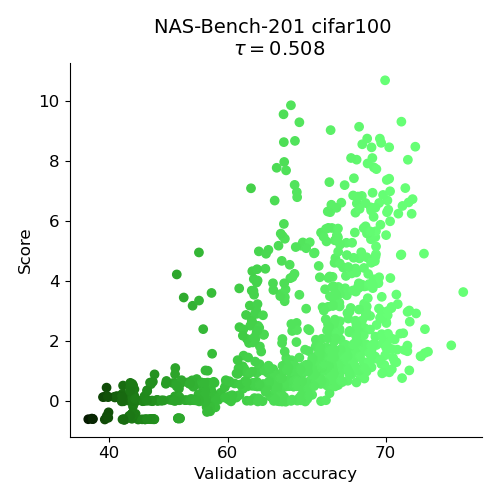 NAS-Bench-201 cifar100
τ = 0.508
10
8
6
4
2
0
Score
40
60
70
Validation accuracy